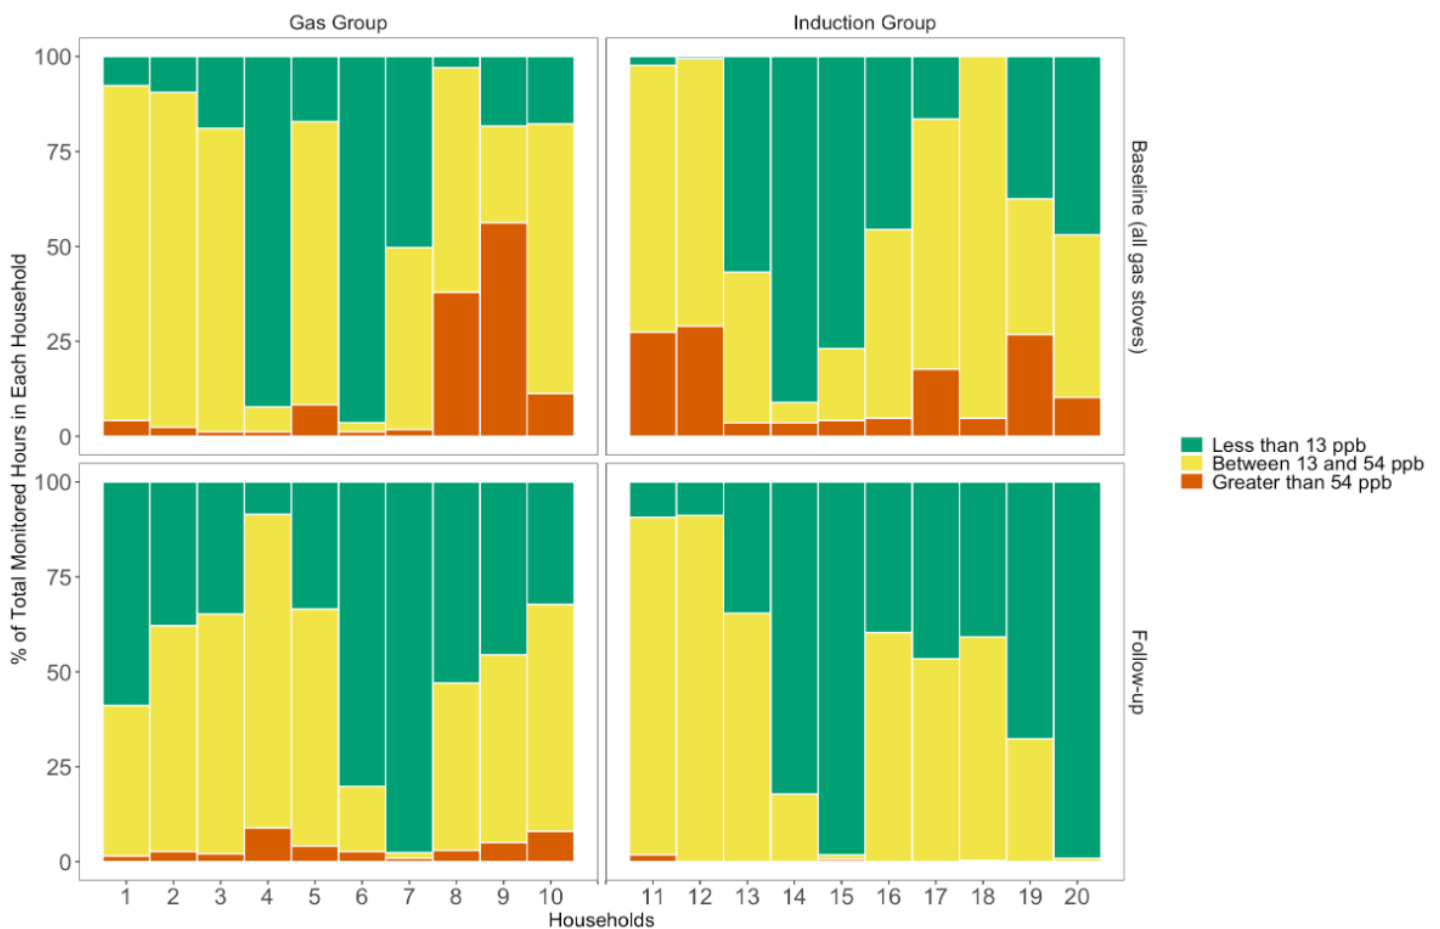 Gas Group
Induction Group
% of Total Monitored Hours in Each Household
100
75
50
25
0
Baseline (all gas stoves)
100
75
50
25
0
Follow-up
1 2 3 4 5 6 7 8 9 10
11 12 13 14 15 16 17 18 19 20
Households
Less than 13 ppb
Between 13 and 54 ppb
Greater than 54 ppb